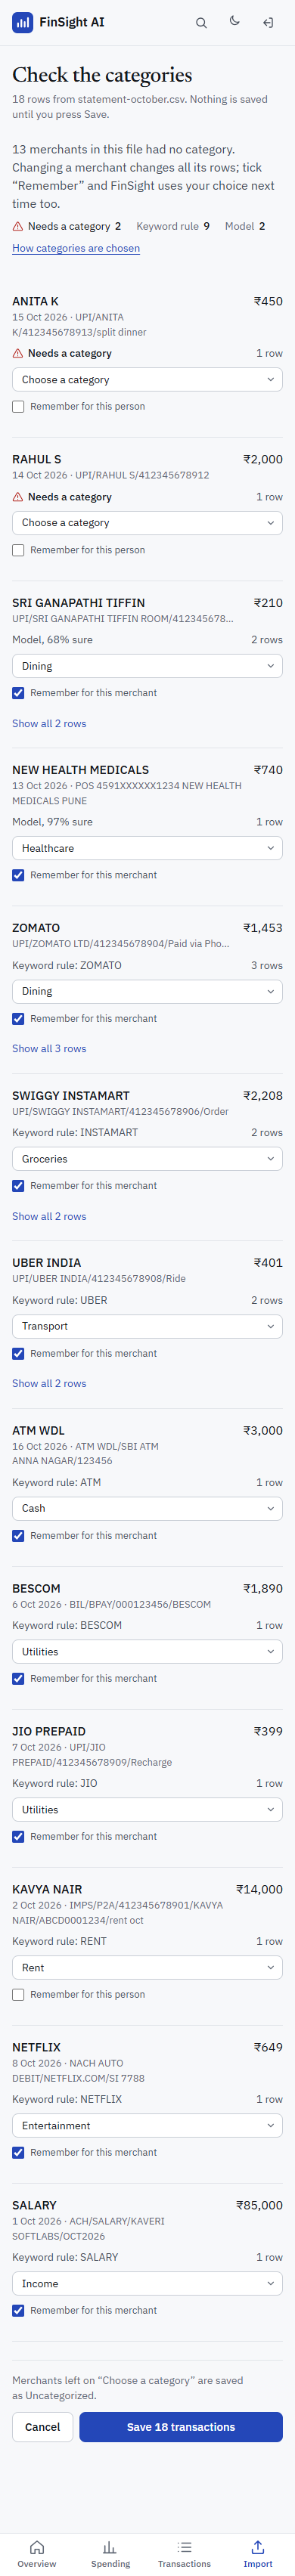 FinSight AI
Check the categories
18 rows from statement-october.csv. Nothing is saved
until you press Save.
13 merchants in this file had no category.
Changing a merchant changes all its rows; tick
“Remember” and FinSight uses your choice next
time too.
Needs a category 2 Keyword rule 9 Model 2
How categories are chosen
ANITA K ₹450
15 Oct 2026 · UPI/ANITA
K/412345678913/split dinner
Needs a category 1 row
Choose a category
Remember for this person
RAHUL S ₹2,000
14 Oct 2026 · UPI/RAHUL S/412345678912
Needs a category 1 row
Choose a category
Remember for this person
SRI GANAPATHI TIFFIN ₹210
UPI/SRI GANAPATHI TIFFIN ROOM/412345678...
Model, 68% sure 2 rows
Dining
Remember for this merchant
Show all 2 rows
NEW HEALTH MEDICALS ₹740
13 Oct 2026 · POS 4591XXXXXX1234 NEW HEALTH
MEDICALS PUNE
Model, 97% sure 1 row
Healthcare
Remember for this merchant
ZOMATO ₹1,453
UPI/ZOMATO LTD/412345678904/Paid via Pho...
Keyword rule: ZOMATO 3 rows
Dining
Remember for this merchant
Show all 3 rows
SWIGGY INSTAMART ₹2,208
UPI/SWIGGY INSTAMART/412345678906/Order
Keyword rule: INSTAMART 2 rows
Groceries
Remember for this merchant
Show all 2 rows
UBER INDIA ₹401
UPI/UBER INDIA/412345678908/Ride
Keyword rule: UBER 2 rows
Transport
Remember for this merchant
Show all 2 rows
ATM WDL ₹3,000
16 Oct 2026 · ATM WDL/SBI ATM
ANNA NAGAR/123456
Keyword rule: ATM 1 row
Cash
Remember for this merchant
BESCOM ₹1,890
6 Oct 2026 · BIL/BPAY/000123456/BESCOM
Keyword rule: BESCOM 1 row
Utilities
Remember for this merchant
JIO PREPAID ₹399
7 Oct 2026 · UPI/JIO
PREPAID/412345678909/Recharge
Keyword rule: JIO 1 row
Utilities
Remember for this merchant
KAVYA NAIR ₹14,000
2 Oct 2026 · IMPS/P2A/412345678901/KAVYA
NAIR/ABCD0001234/rent oct
Keyword rule: RENT 1 row
Rent
Remember for this person
NETFLIX ₹649
8 Oct 2026 · NACH AUTO
DEBIT/NETFLIX.COM/SI 7788
Keyword rule: NETFLIX 1 row
Entertainment
Remember for this merchant
SALARY ₹85,000
1 Oct 2026 · ACH/SALARY/KAVERI
SOFTLABS/OCT2026
Keyword rule: SALARY 1 row
Income
Remember for this merchant
Merchants left on “Choose a category” are saved
as Uncategorized.
Cancel Save 18 transactions
Overview Spending Transactions Import